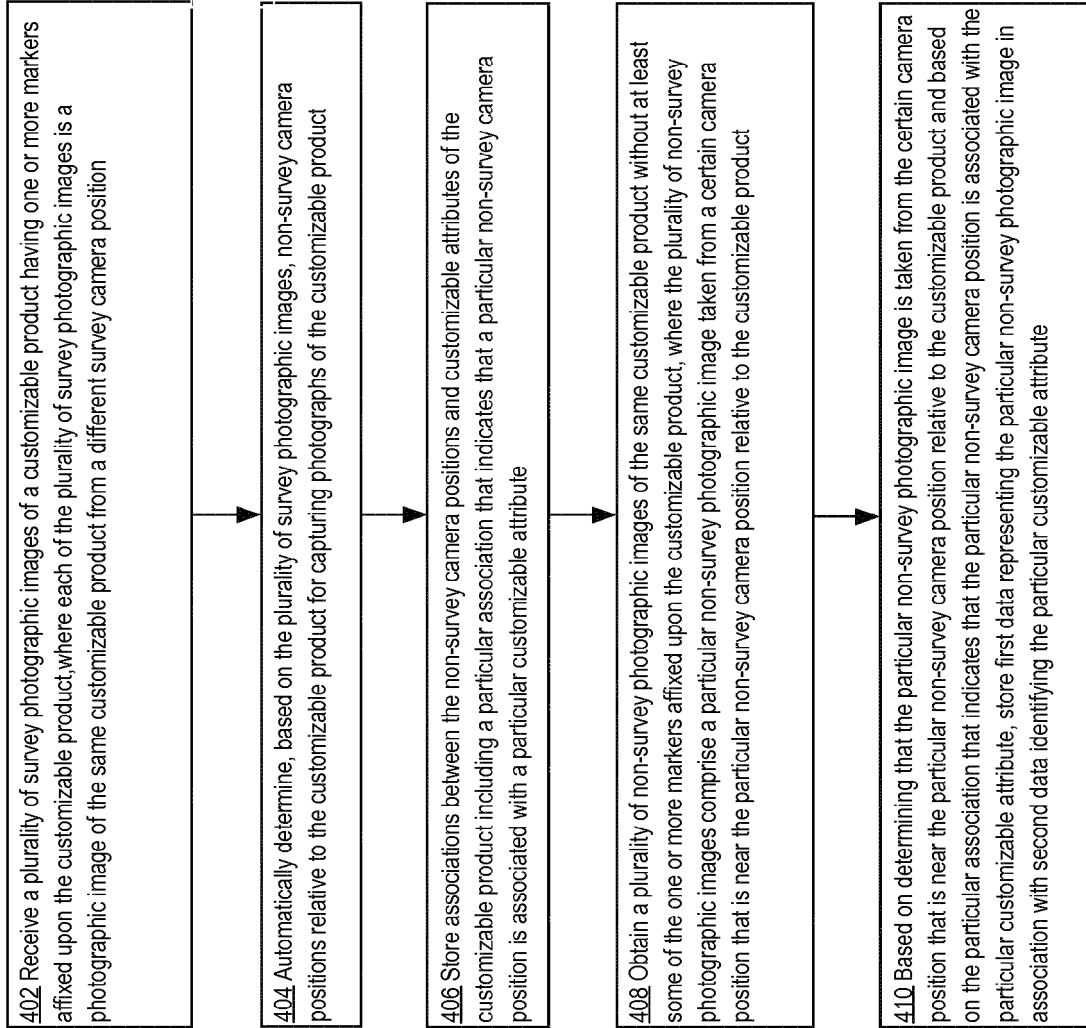 402 Receive a plurality of survey photographic images of a customizable product having one or more markers
affixed upon the customizable product,where each of the plurality of survey photographic images is a
photographic image of the same customizable product from a different survey camera position
404 Automatically determine, based on the plurality of survey photographic images, non-survey camera
positions relative to the customizable product for capturing photographs of the customizable product
406 Store associations between the non-survey camera positions and customizable attributes of the
customizable product including a particular association that indicates that a particular non-survey camera
position is associated with a particular customizable attribute
408 Obtain a plurality of non-survey photographic images of the same customizable product without at least
some of the one or more markers affixed upon the customizable product, where the plurality of non-survey
photographic images comprise a particular non-survey photographic image taken from a certain camera
position that is near the particular non-survey camera position relative to the customizable product
410 Based on determining that the particular non-survey photographic image is taken from the certain camera
position that is near the particular non-survey camera position relative to the customizable product and based
on the particular association that indicates that the particular non-survey camera position is associated with the
particular customizable attribute, store first data representing the particular non-survey photographic image in
association with second data identifying the particular customizable attribute